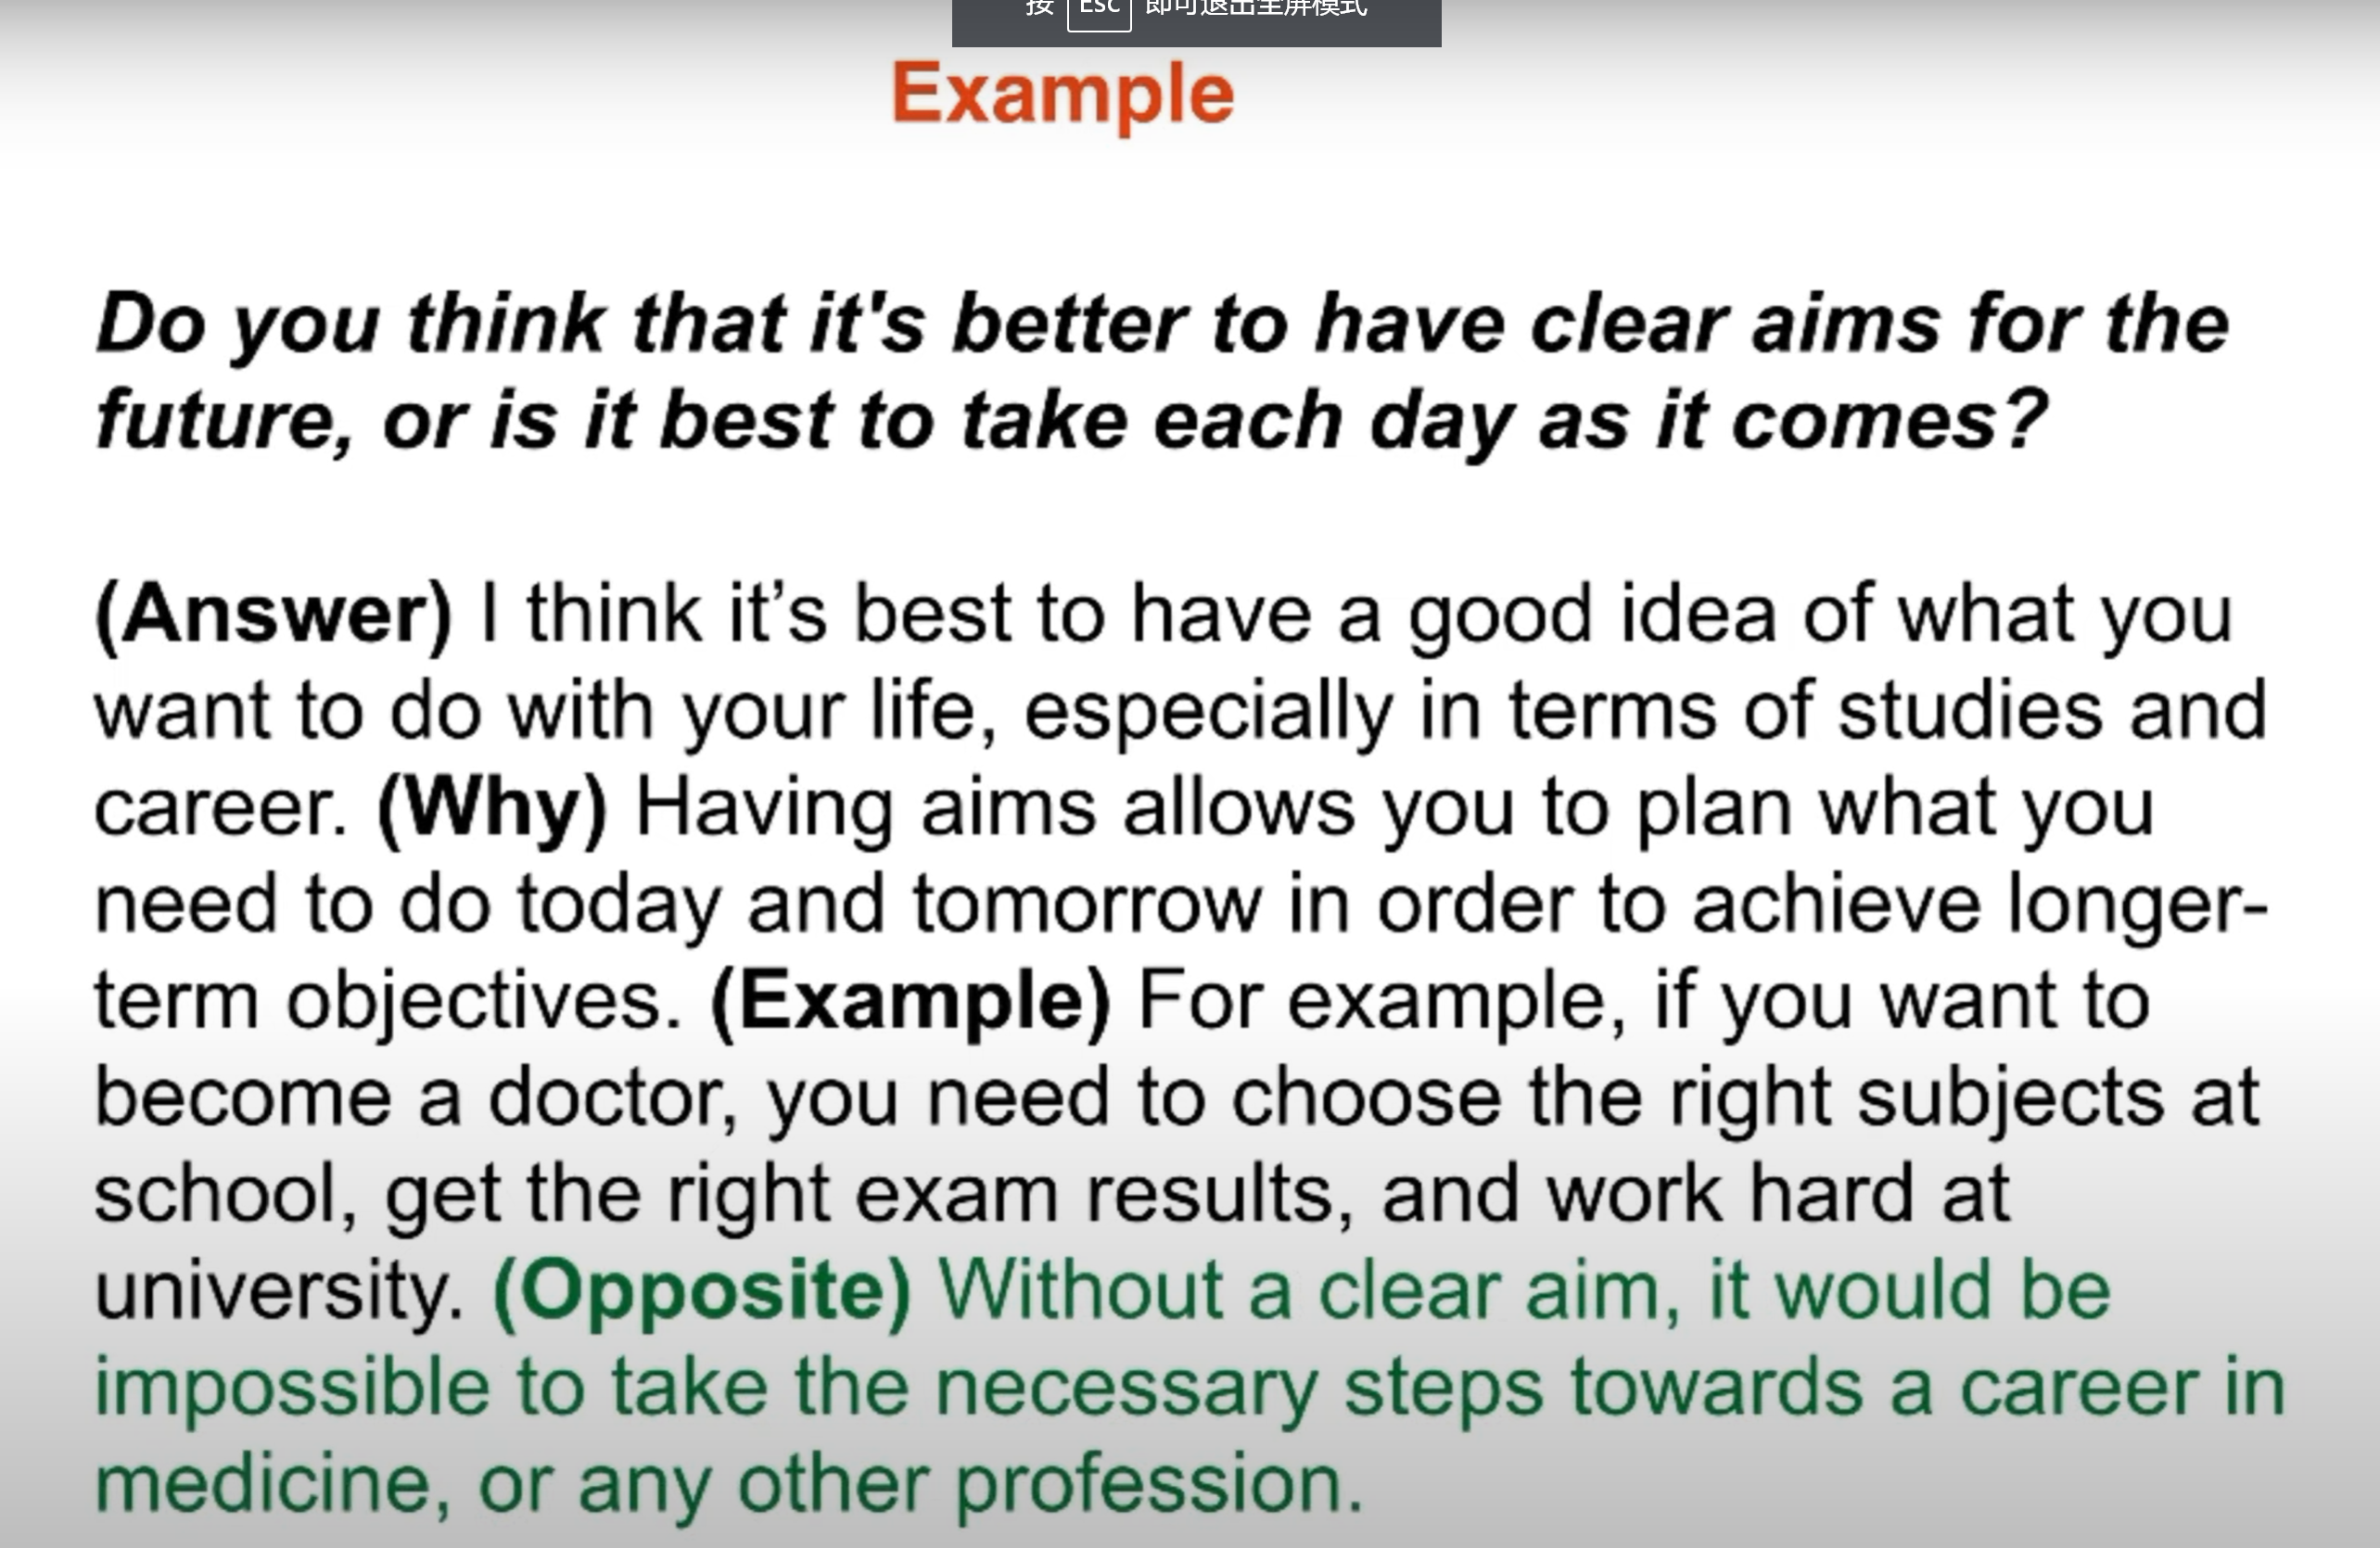 按 Esc 即可退出全屏模式
Example
Do you think that it's better to have clear aims for the
future, or is it best to take each day as it comes?
(Answer) I think it’s best to have a good idea of what you
want to do with your life, especially in terms of studies and
career. (Why) Having aims allows you to plan what you
need to do today and tomorrow in order to achieve longer-
term objectives. (Example) For example, if you want to
become a doctor, you need to choose the right subjects at
school, get the right exam results, and work hard at
university. (Opposite) Without a clear aim, it would be
impossible to take the necessary steps towards a career in
medicine, or any other profession.